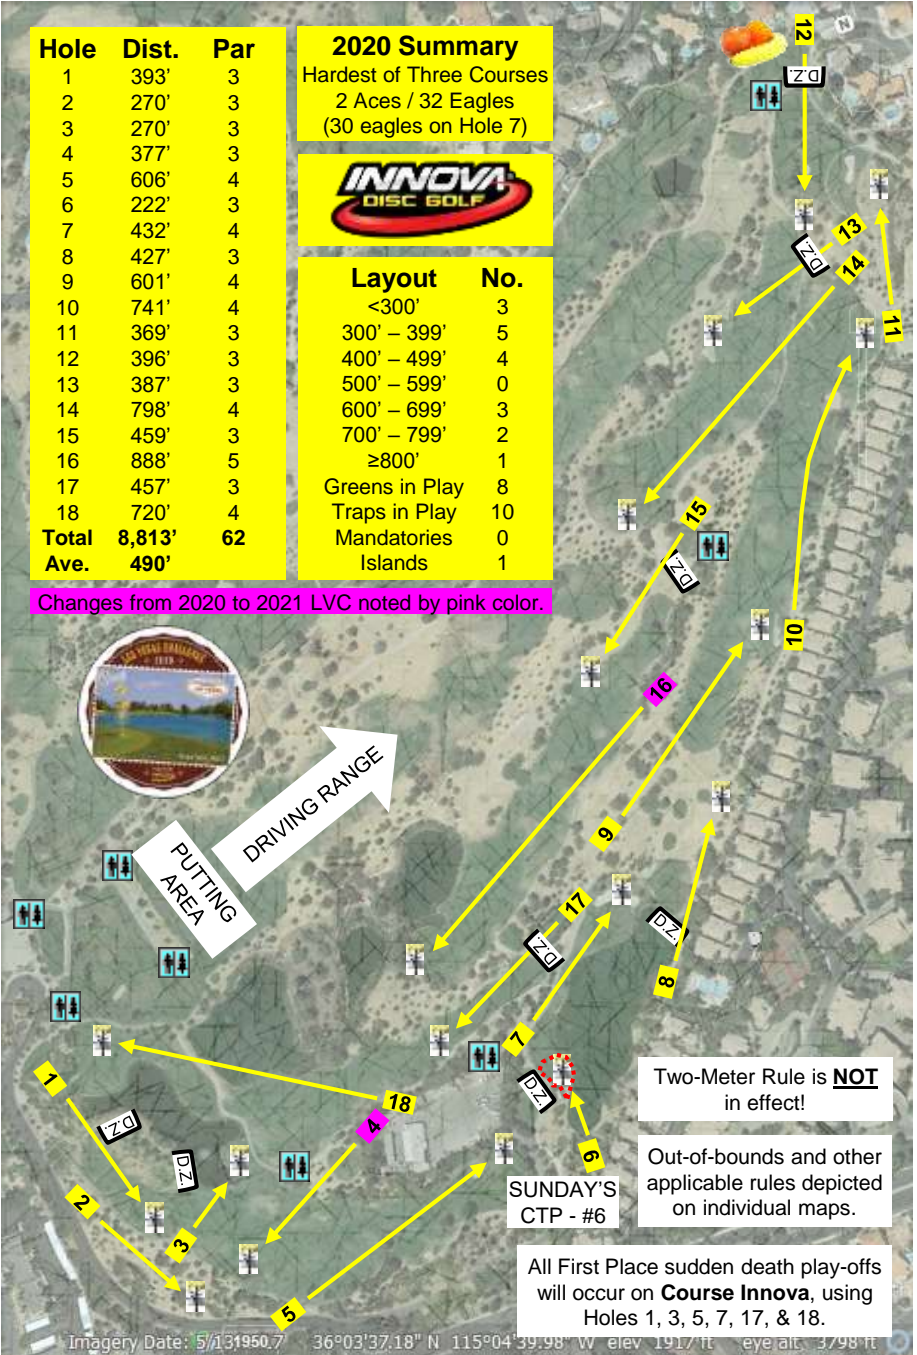 Hole Dist. Par
1 393’ 3
2 270’ 3
3 270’ 3
4 377’ 3
5 606’ 4
6 222’ 3
7 432’ 4
8 427’ 3
9 601’ 4
10 741’ 4
11 369’ 3
12 396’ 3
13 387’ 3
14 798’ 4
15 459’ 3
16 888’ 5
17 457’ 3
18 720’ 4
Total 8,813’ 62
Ave. 490’
2020 Summary
Hardest of Three Courses
2 Aces / 32 Eagles
(30 eagles on Hole 7)
INNOVA
DISC GOLF
Layout No.
<300’ 3
300’ – 399’ 5
400’ – 499’ 4
500’ – 599’ 0
600’ – 699’ 3
700’ – 799’ 2
≥800’ 1
Greens in Play 8
Traps in Play 10
Mandatories 0
Islands 1
Changes from 2020 to 2021 LVC noted by pink color.
12
N
D.Z.
13
D.Z.
14
11
15
D.Z.
10
16
LAS VEGAS CHALLENGE
DRIVING RANGE
PUTTING
AREA
9
17
D.Z.
D.Z.
8
7
D.Z.
1
18
4
D.Z.
D.Z.
2
3
6
5
SUNDAY’S
CTP - #6
Two-Meter Rule is NOT
in effect!
Out-of-bounds and other
applicable rules depicted
on individual maps.
All First Place sudden death play-offs
will occur on Course Innova, using
Holes 1, 3, 5, 7, 17, & 18.
Imagery Date: 5/13 1950 7 36°03'37.18" N 115°04'39.98" W elev 1917 ft eye alt 3798 ft